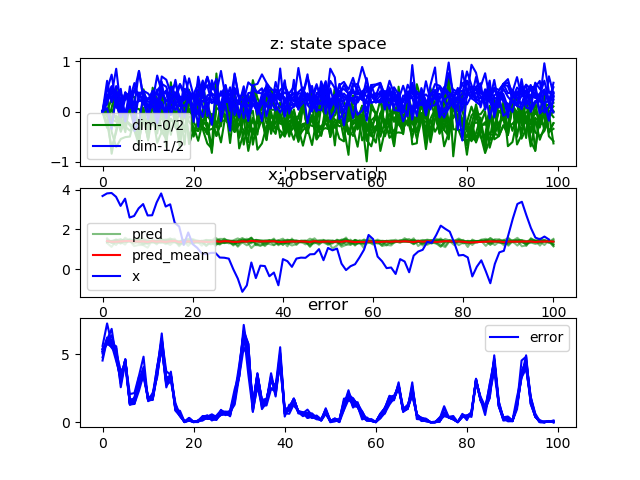 z: state space
1
0
−1
dim-0/2
dim-1/2
0 20 40 60 80 100
x: observation
4
2
0
pred
pred_mean
x
0 20 40 60 80 100
error
5
0
error
0 20 40 60 80 100